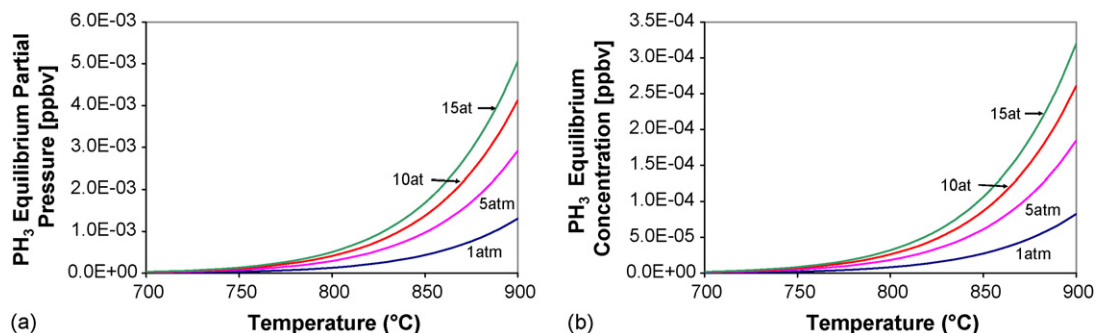 PH₃ Equilibrium Partial
Pressure [ppbv]
6.0E-03
5.0E-03
4.0E-03
3.0E-03
2.0E-03
1.0E-03
0.0E+00
15at
10at
5atm
1atm
700 750 800 850 900
Temperature (°C)
(a)
PH₃ Equilibrium
Concentration [ppbv]
3.5E-04
3.0E-04
2.5E-04
2.0E-04
1.5E-04
1.0E-04
5.0E-05
0.0E+00
15at
10at
5atm
1atm
700 750 800 850 900
Temperature (°C)
(b)